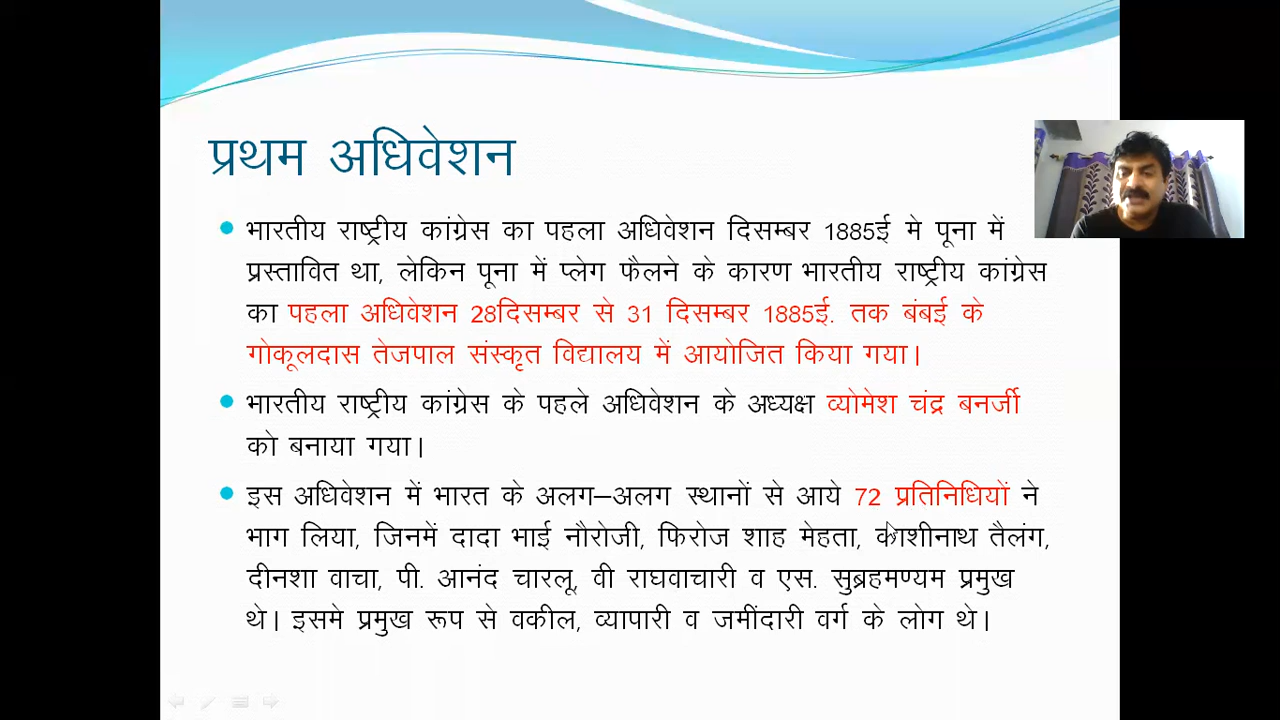 प्रथम अधिवेशन
• भारतीय राष्ट्रीय कांग्रेस का पहला अधिवेशन दिसम्बर 1885ई मे पूना में
प्रस्तावित था, लेकिन पूना में प्लेग फैलने के कारण भारतीय राष्ट्रीय कांग्रेस
का पहला अधिवेशन 28दिसम्बर से 31 दिसम्बर 1885ई. तक बंबई के
गोकूलदास तेजपाल संस्कृत विद्यालय में आयोजित किया गया।
• भारतीय राष्ट्रीय कांग्रेस के पहले अधिवेशन के अध्यक्ष व्योमेश चंद्र बनर्जी
को बनाया गया।
• इस अधिवेशन में भारत के अलग–अलग स्थानों से आये 72 प्रतिनिधियों ने
भाग लिया, जिनमें दादा भाई नौरोजी, फिरोज शाह मेहता, काशीनाथ तैलंग,
दीनशा वाचा, पी. आनंद चारलू, वी राघवाचारी व एस. सुब्रहमण्यम प्रमुख
थे। इसमे प्रमुख रूप से वकील, व्यापारी व जमींदारी वर्ग के लोग थे।